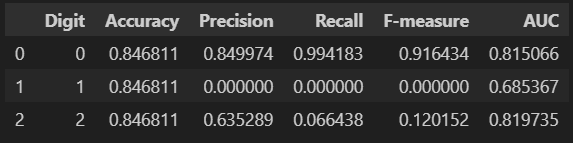 Digit Accuracy Precision Recall F-measure AUC
0 0 0.846811 0.849974 0.994183 0.916434 0.815066
1 1 0.846811 0.000000 0.000000 0.000000 0.685367
2 2 0.846811 0.635289 0.066438 0.120152 0.819735